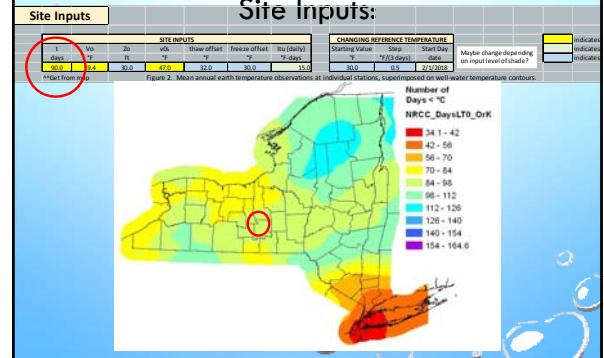 Site Inputs:
Site Inputs
SITE INPUTS
CHANGING REFERENCE TEMPERATURE
indicates
t Vo Zo v0s thaw offset freeze offset Itu (daily)
Starting Value Step Start Day
indicates
days °F ft °F °F °F °F-days
°F °F/(3 days) date
indicates
90.0 30.0 47.0 32.0 30.0 15.0
30.0 0.5 2/1/2018
Maybe change depending
on input level of shade?
^^Get from map
Figure 2. Mean annual earth temperature observations at individual stations, superimposed on well-water temperature contours.
Number of
Days < °C
NRCC_DaysLT0_OrK
34.1 - 42
42 - 56
56 - 70
70 - 84
84 - 98
98 - 112
112 - 126
126 - 140
140 - 154
154 - 164.6